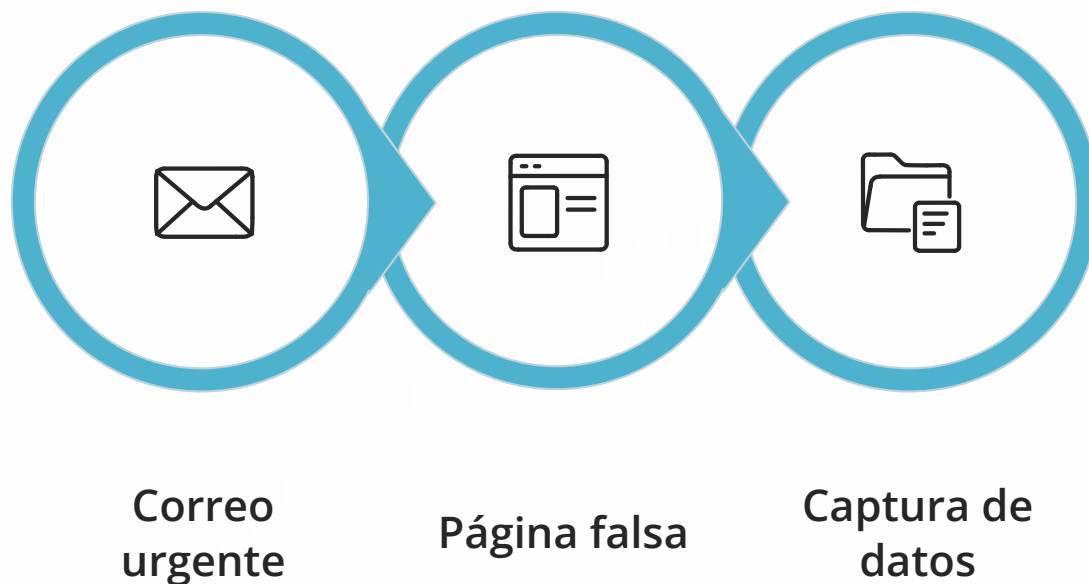 Correo
urgente
Página falsa
Captura de
datos